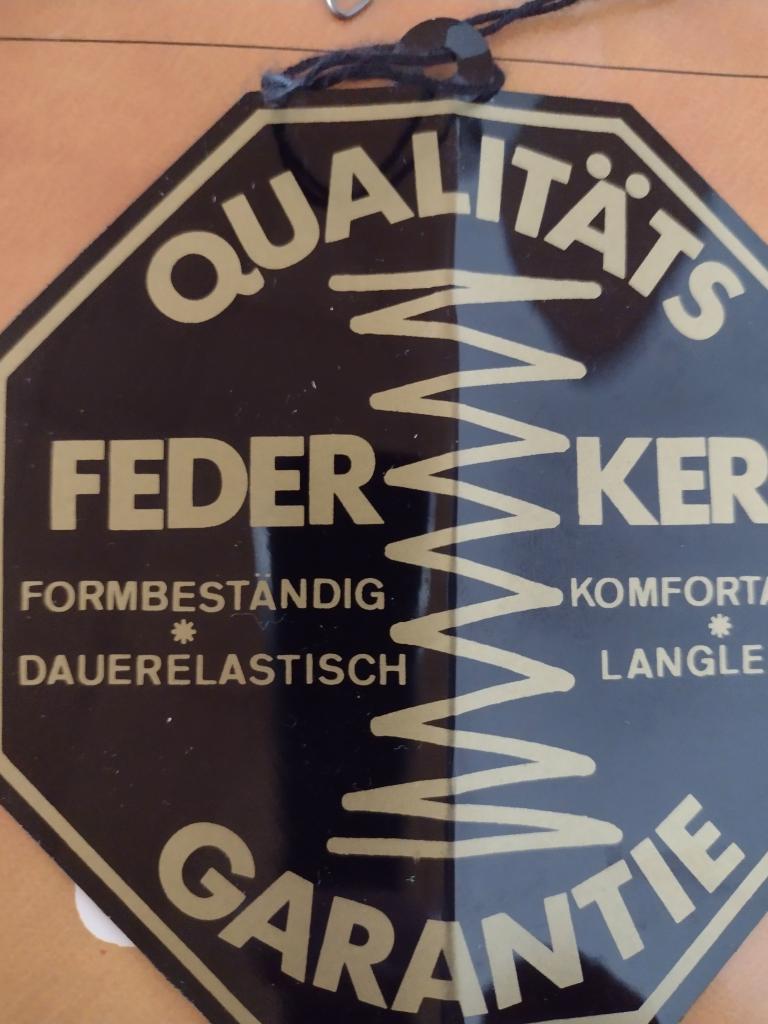 QUALITÄTS
FEDER KER
FORMBESTÄNDIG KOMFORTA
* *
DAUERELASTISCH LANGLE
GARANTIE